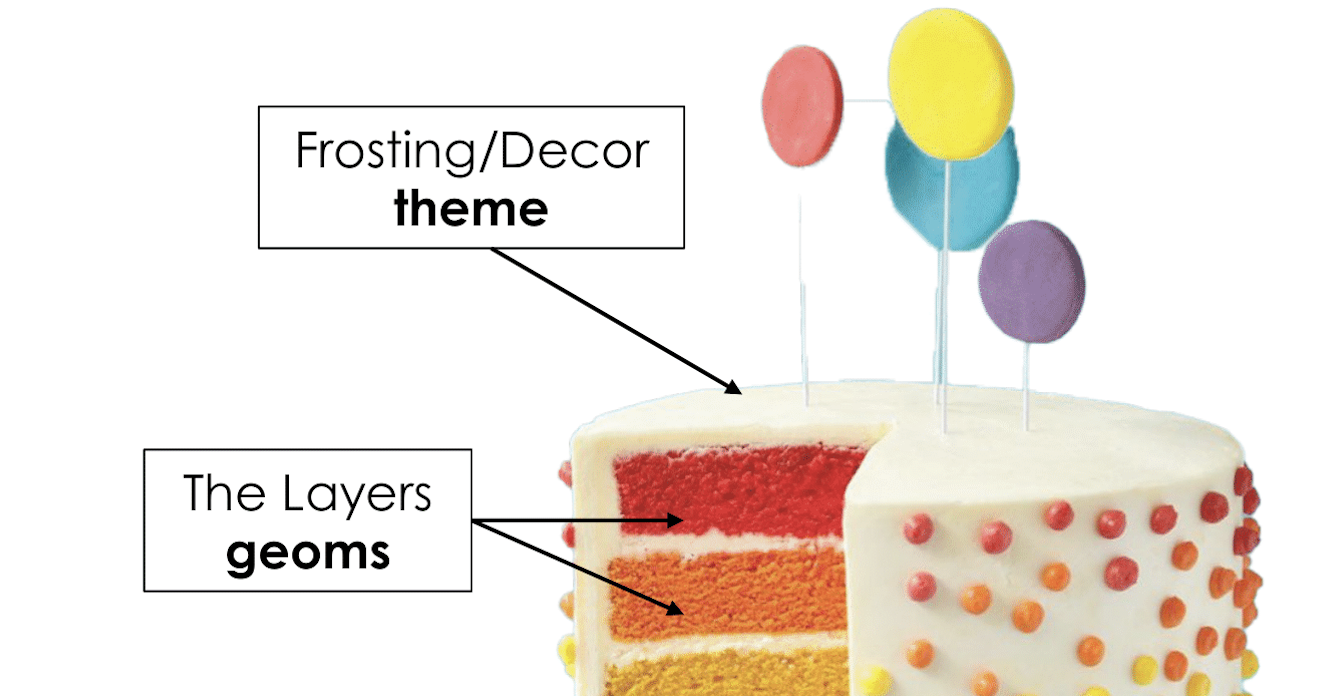 Frosting/Decor
theme
The Layers
geoms